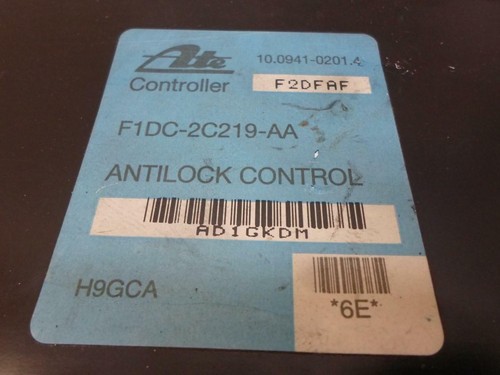 Ate 10.0941-0201.4
Controller F2DFAF
F1DC-2C219-AA
ANTILOCK CONTROL
AD1GKDM
H9GCA
*6E*